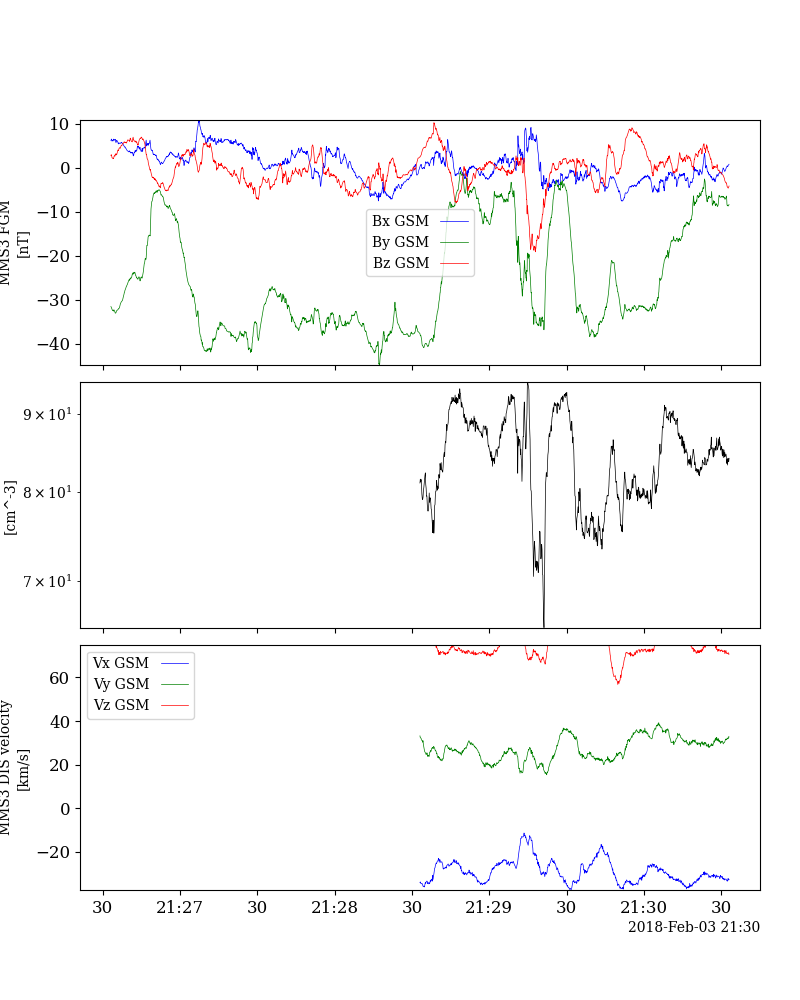 10
0
−10
−20
−30
−40
MMS3 FGM
[nT]
Bx GSM
By GSM
Bz GSM
9 × 10¹
8 × 10¹
7 × 10¹
[cm^-3]
60
40
20
0
−20
MMS3 DIS velocity
[km/s]
Vx GSM
Vy GSM
Vz GSM
30 21:27 30 21:28 30 21:29 30 21:30 30
2018-Feb-03 21:30